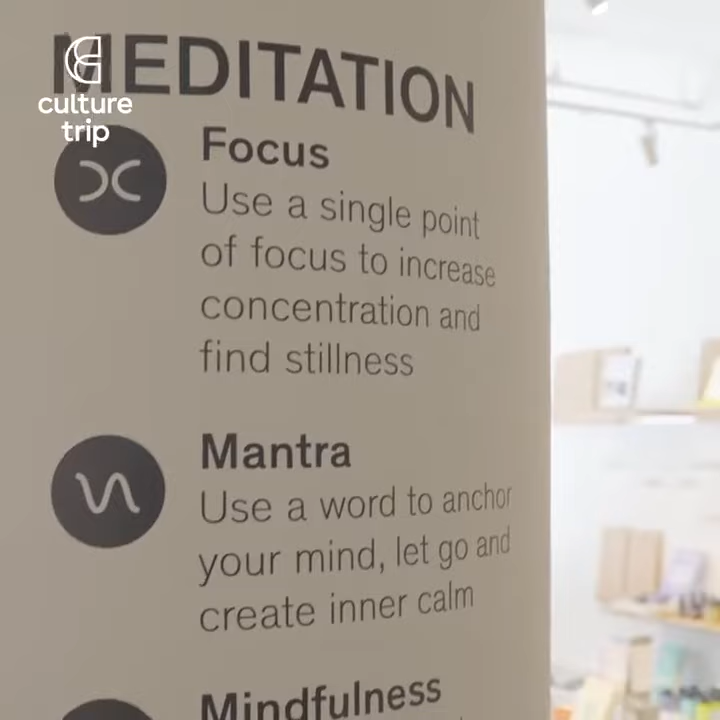 MEDITATION
culture
trip
Focus
Use a single point
of focus to increase
concentration and
find stillness
Mantra
Use a word to anchor
your mind, let go and
create inner calm
Mindfulness